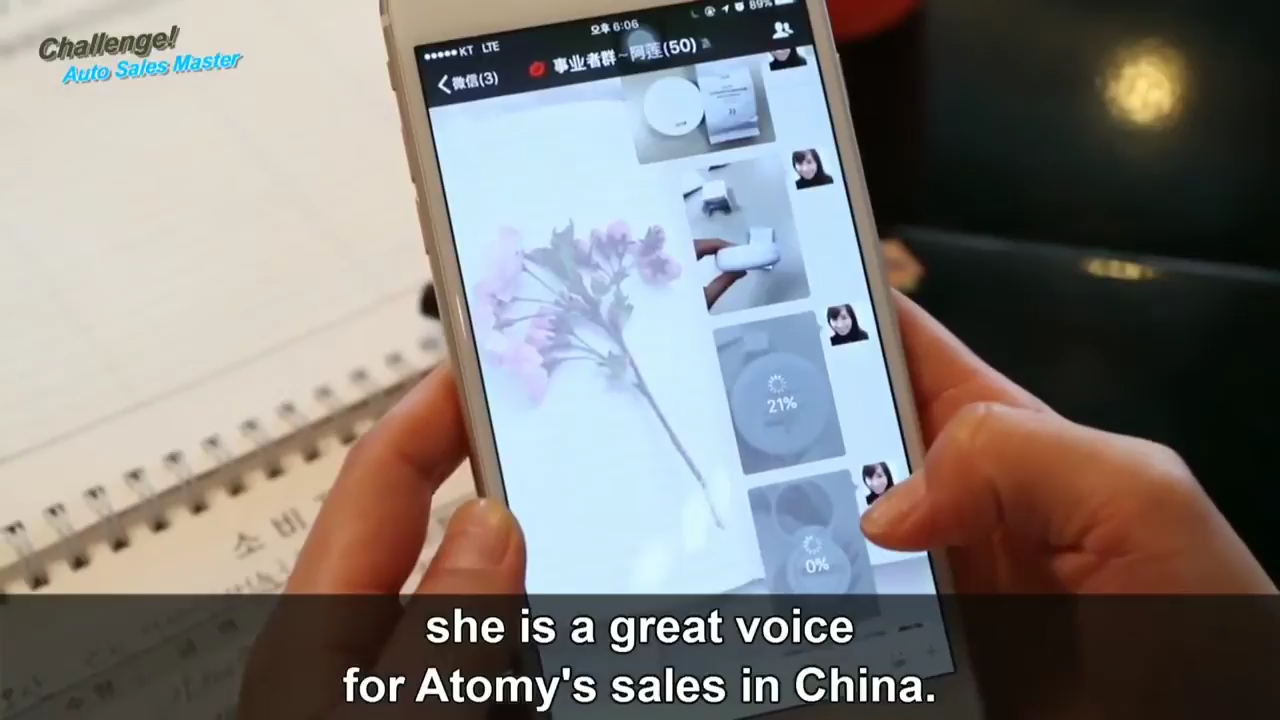 Challenge!
Auto Sales Master
●●●●●KT LTE
오후 6:06
89%
微信(3)
事业者群~阿莲(50)
21%
0%
소 비
she is a great voice
for Atomy's sales in China.